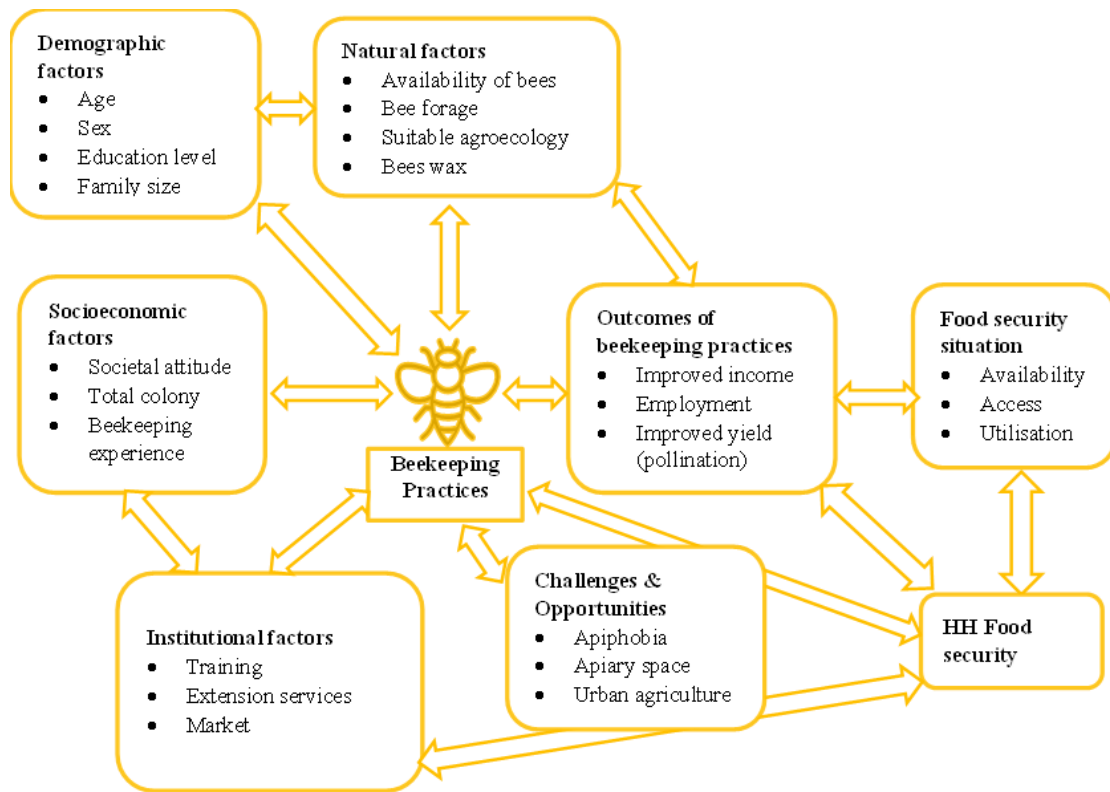 Demographic
factors
● Age
● Sex
● Education level
● Family size
Natural factors
● Availability of bees
● Bee forage
● Suitable agroecology
● Bees wax
Socioeconomic
factors
● Societal attitude
● Total colony
● Beekeeping
experience
Beekeeping
Practices
Outcomes of
beekeeping practices
● Improved income
● Employment
● Improved yield
(pollination)
Food security
situation
● Availability
● Access
● Utilisation
Institutional factors
● Training
● Extension services
● Market
Challenges &
Opportunities
● Apiphobia
● Apiary space
● Urban agriculture
HH Food
security